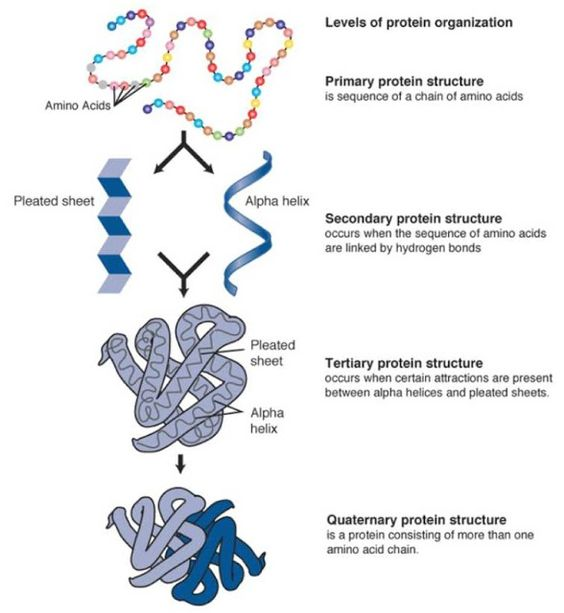 Levels of protein organization
Primary protein structure
is sequence of a chain of amino acids
Amino Acids
Pleated sheet
Alpha helix
Secondary protein structure
occurs when the sequence of amino acids
are linked by hydrogen bonds
Pleated
sheet
Alpha
helix
Tertiary protein structure
occurs when certain attractions are present
between alpha helices and pleated sheets.
Quaternary protein structure
is a protein consisting of more than one
amino acid chain.